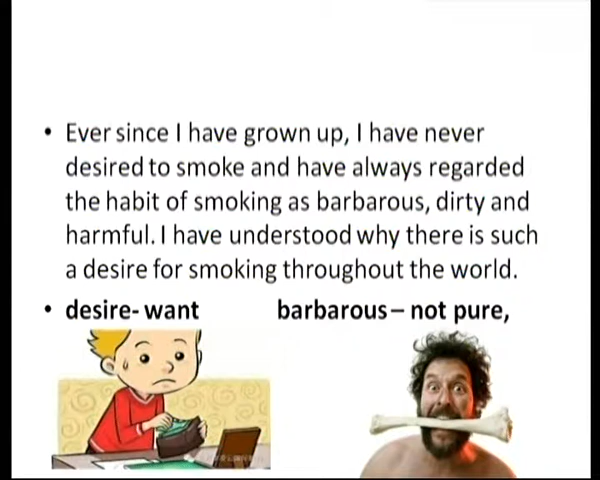 • Ever since I have grown up, I have never
desired to smoke and have always regarded
the habit of smoking as barbarous, dirty and
harmful. I have understood why there is such
a desire for smoking throughout the world.
• desire- want barbarous – not pure,